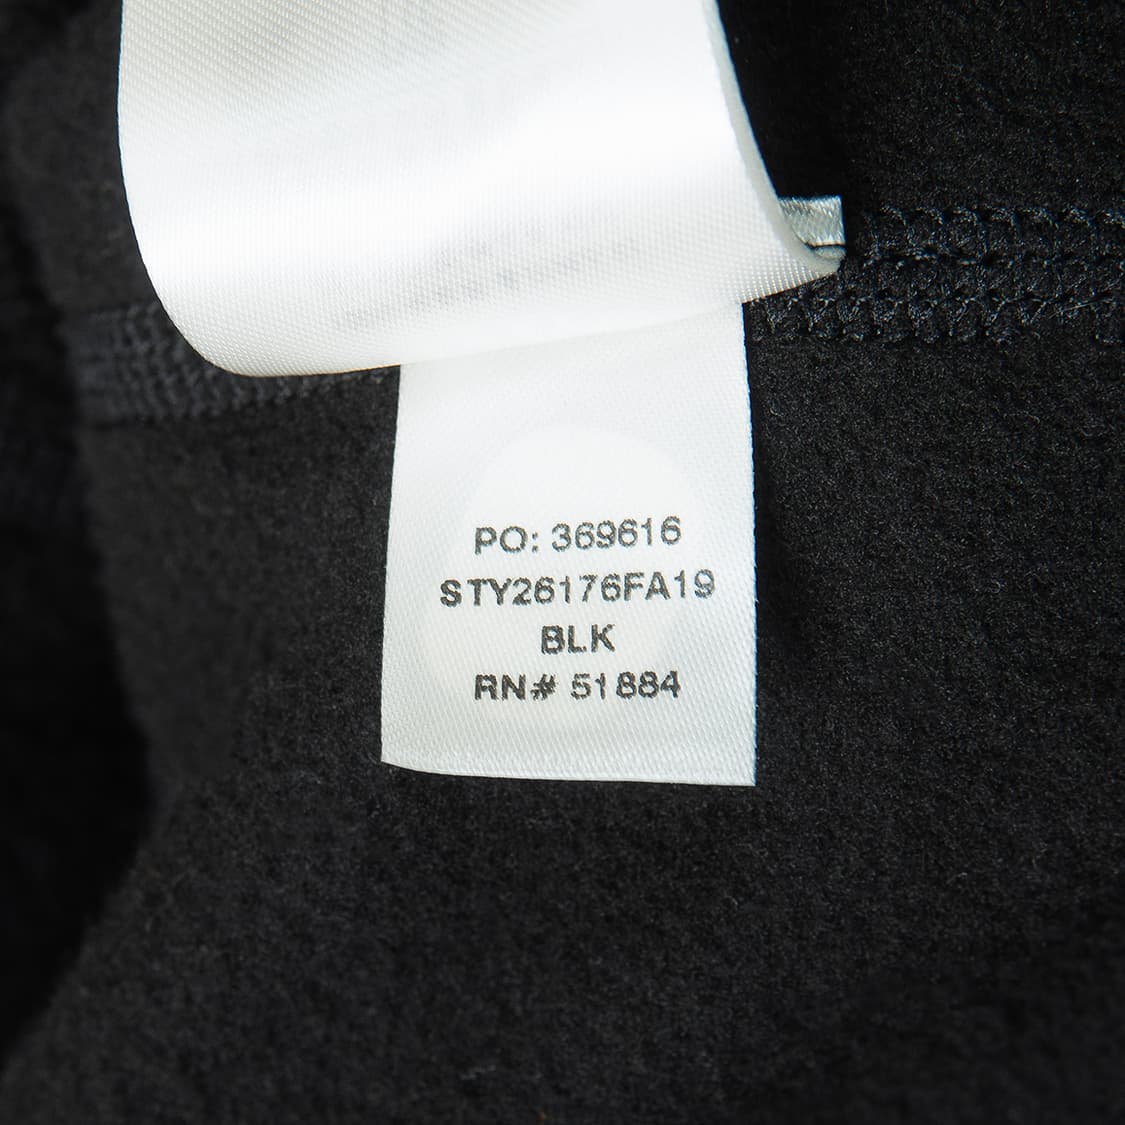 PO: 369616
STY26176FA19
BLK
RN# 51884